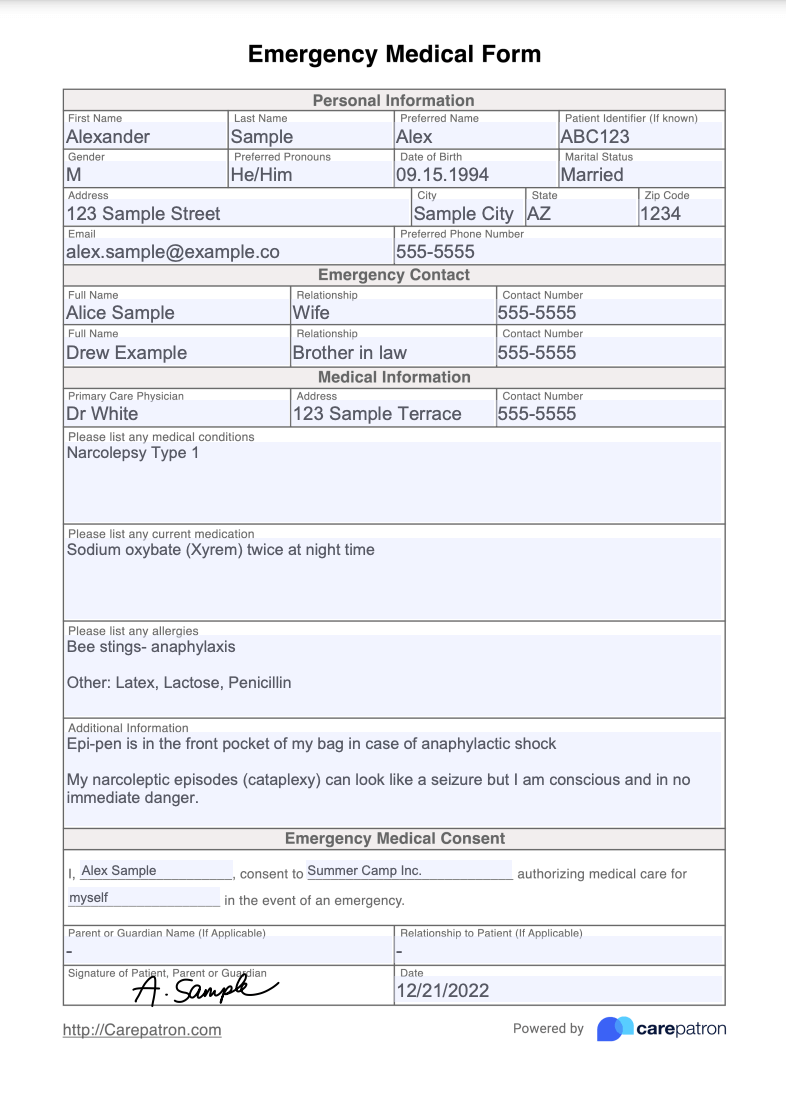 Emergency Medical Form
Personal Information
First Name Last Name Preferred Name Patient Identifier (If known)
Alexander Sample Alex ABC123
Gender Preferred Pronouns Date of Birth Marital Status
M He/Him 09.15.1994 Married
Address City State Zip Code
123 Sample Street Sample City AZ 1234
Email Preferred Phone Number
alex.sample@example.co 555-5555
Emergency Contact
Full Name Relationship Contact Number
Alice Sample Wife 555-5555
Full Name Relationship Contact Number
Drew Example Brother in law 555-5555
Medical Information
Primary Care Physician Address Contact Number
Dr White 123 Sample Terrace 555-5555
Please list any medical conditions
Narcolepsy Type 1
Please list any current medication
Sodium oxybate (Xyrem) twice at night time
Please list any allergies
Bee stings- anaphylaxis
Other: Latex, Lactose, Penicillin
Additional Information
Epi-pen is in the front pocket of my bag in case of anaphylactic shock
My narcoleptic episodes (cataplexy) can look like a seizure but I am conscious and in no
immediate danger.
Emergency Medical Consent
I, Alex Sample, consent to Summer Camp Inc. authorizing medical care for
myself in the event of an emergency.
Parent or Guardian Name (If Applicable) Relationship to Patient (If Applicable)
- -
Signature of Patient, Parent or Guardian Date
A. Sample 12/21/2022
http://Carepatron.com Powered by carepatron